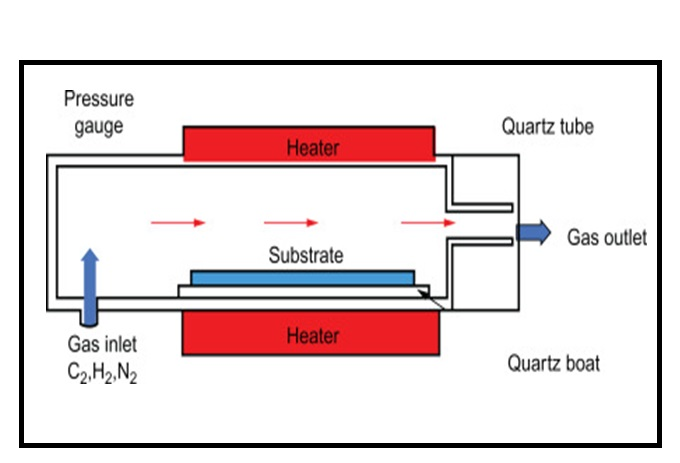 Pressure
gauge
Heater
Quartz tube
Substrate
Gas outlet
Heater
Gas inlet
C₂,H₂,N₂
Quartz boat